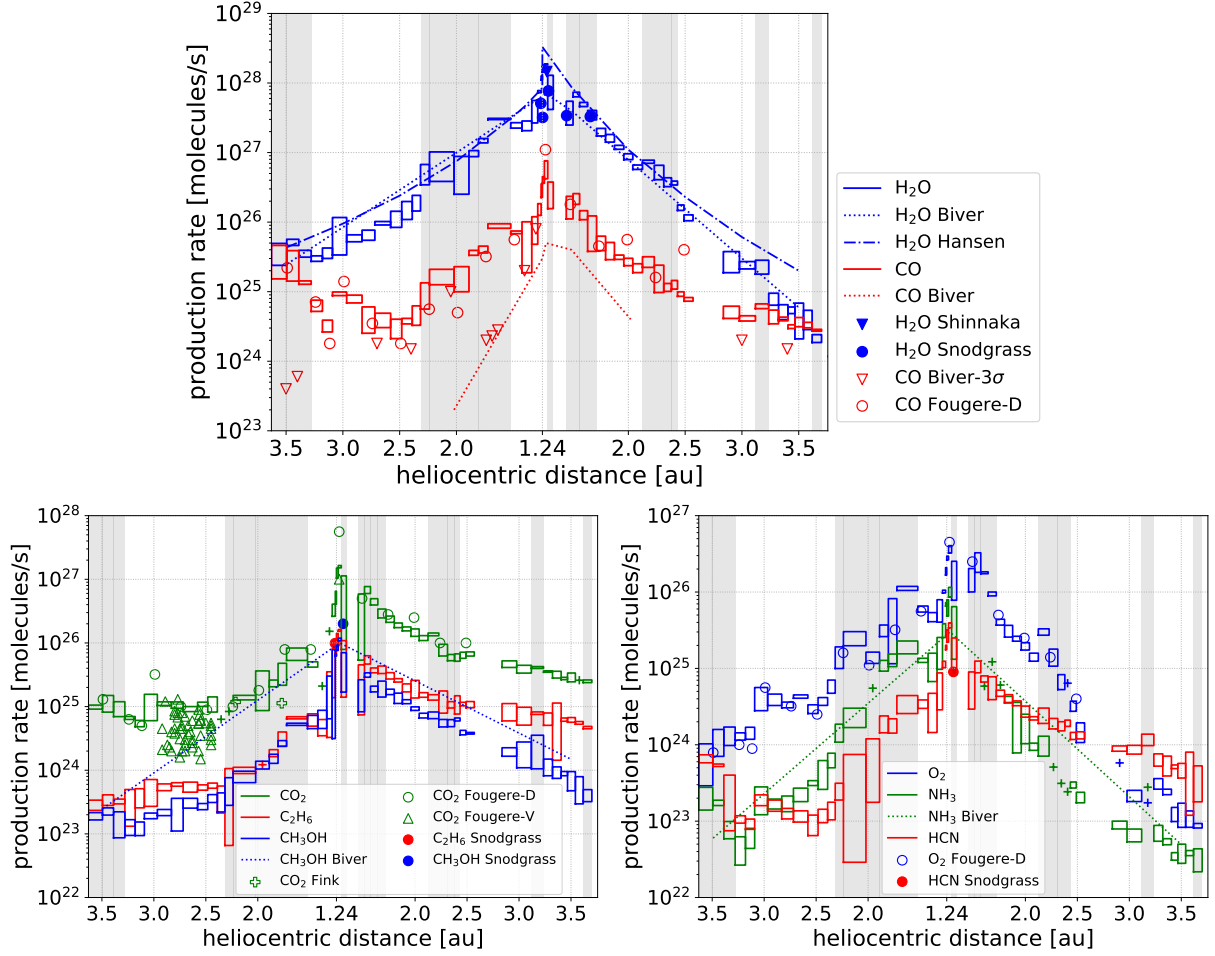 10^29
10^28
10^27
10^26
10^25
10^24
10^23
production rate [molecules/s]
3.5 3.0 2.5 2.0 1.24 2.0 2.5 3.0 3.5
heliocentric distance [au]
H₂O
H₂O Biver
H₂O Hansen
CO
CO Biver
H₂O Shinnaka
H₂O Snodgrass
CO Biver-3σ
CO Fougere-D
10^28
10^27
10^26
10^25
10^24
10^23
10^22
production rate [molecules/s]
3.5 3.0 2.5 2.0 1.24 2.0 2.5 3.0 3.5
heliocentric distance [au]
CO₂
C₂H₆
CH₃OH
CH₃OH Biver
CO₂ Fink
CO₂ Fougere-D
CO₂ Fougere-V
C₂H₆ Snodgrass
CH₃OH Snodgrass
10^27
10^26
10^25
10^24
10^23
10^22
production rate [molecules/s]
3.5 3.0 2.5 2.0 1.24 2.0 2.5 3.0 3.5
heliocentric distance [au]
O₂
NH₃
NH₃ Biver
HCN
O₂ Fougere-D
HCN Snodgrass